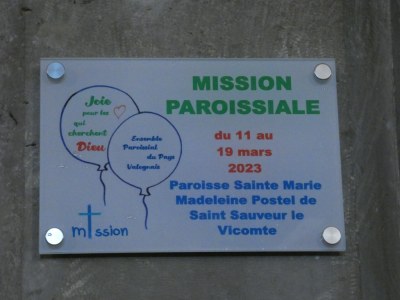 MISSION
PAROISSIALE
du 11 au
19 mars
2023
Paroisse Sainte Marie
Madeleine Postel de
Saint Sauveur le
Vicomte
Joie
pour les
qui
cherchent
Dieu
Ensemble
Paroissial
du Pays
Valognais
mission